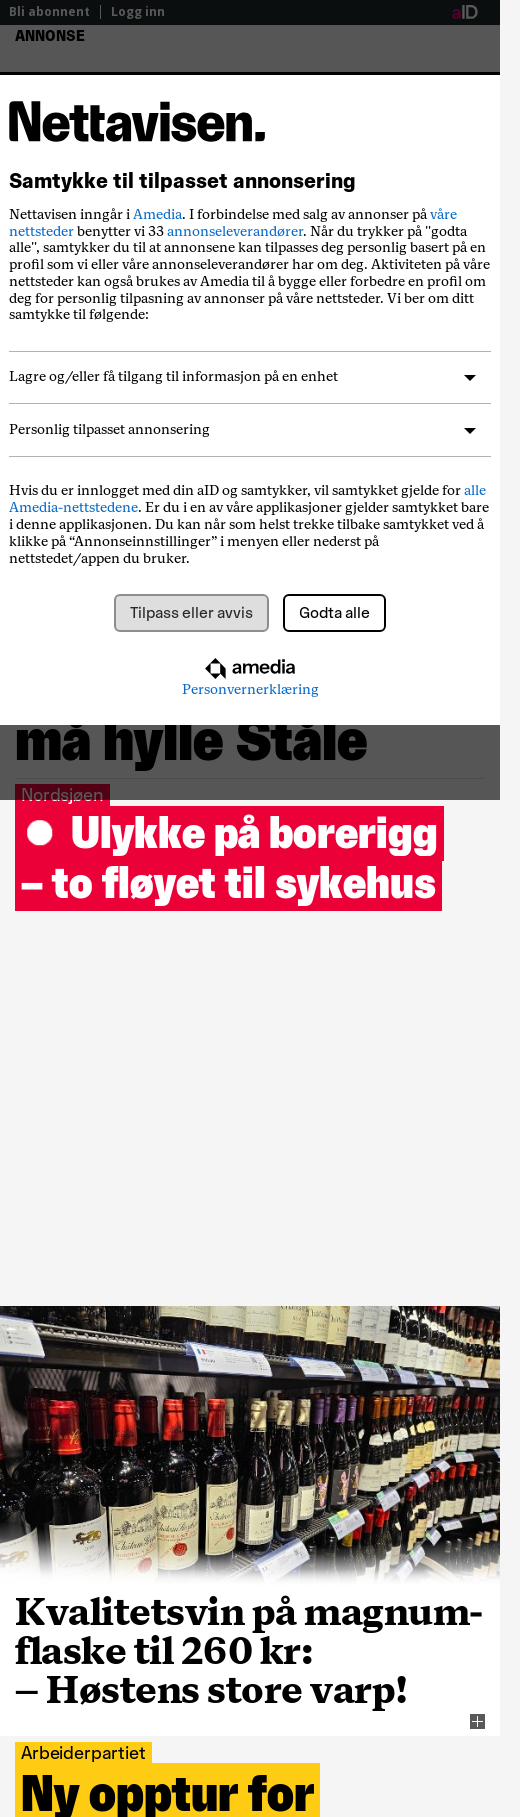 Bli abonnent | Logg inn
aID
ANNONSE
Nettavisen.
Samtykke til tilpasset annonsering
Nettavisen inngår i Amedia. I forbindelse med salg av annonser på våre
nettsteder benytter vi 33 annonseleverandører. Når du trykker på "godta
alle", samtykker du til at annonsene kan tilpasses deg personlig basert på en
profil som vi eller våre annonseleverandører har om deg. Aktiviteten på våre
nettsteder kan også brukes av Amedia til å bygge eller forbedre en profil om
deg for personlig tilpasning av annonser på våre nettsteder. Vi ber om ditt
samtykke til følgende:
Lagre og/eller få tilgang til informasjon på en enhet
Personlig tilpasset annonsering
Hvis du er innlogget med din aID og samtykker, vil samtykket gjelde for alle
Amedia-nettstedene. Er du i en av våre applikasjoner gjelder samtykket bare
i denne applikasjonen. Du kan når som helst trekke tilbake samtykket ved å
klikke på “Annonseinnstillinger” i menyen eller nederst på
nettstedet/appen du bruker.
Tilpass eller avvis
Godta alle
amedia
Personvernerklæring
må hylle Ståle
Nordsjøen
Ulykke på borerigg
– to fløyet til sykehus
Kvalitetsvin på magnum-
flaske til 260 kr:
– Høstens store varp!
Arbeiderpartiet
Ny opptur for